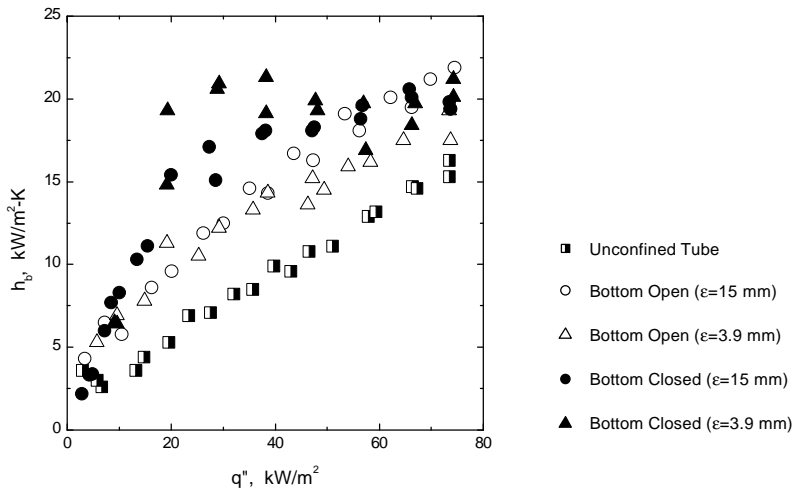 25
20
15
10
5
0
0 20 40 60 80
h_b, kW/m²-K
q", kW/m²
Unconfined Tube
Bottom Open (ε=15 mm)
Bottom Open (ε=3.9 mm)
Bottom Closed (ε=15 mm)
Bottom Closed (ε=3.9 mm)